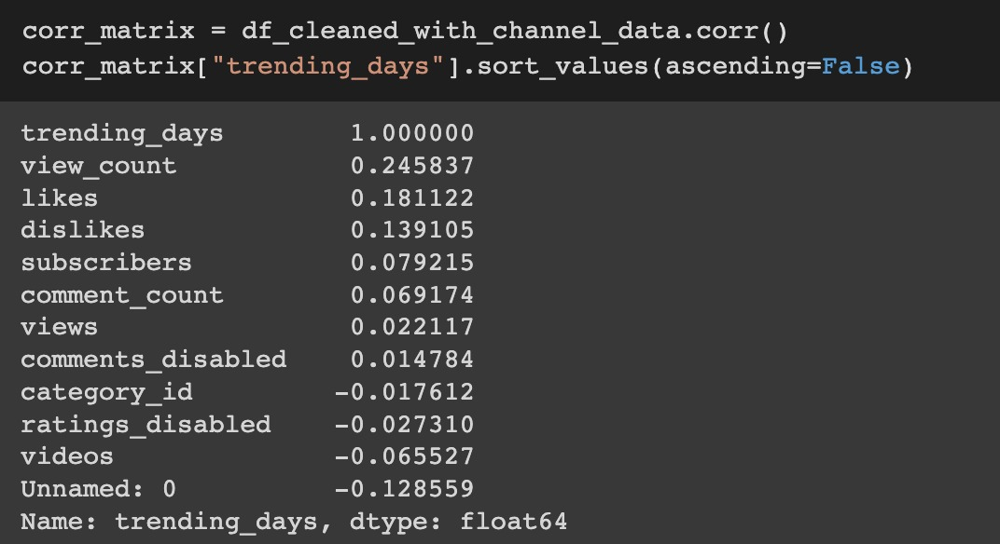 corr_matrix = df_cleaned_with_channel_data.corr()
corr_matrix["trending_days"].sort_values(ascending=False)
trending_days 1.000000
view_count 0.245837
likes 0.181122
dislikes 0.139105
subscribers 0.079215
comment_count 0.069174
views 0.022117
comments_disabled 0.014784
category_id -0.017612
ratings_disabled -0.027310
videos -0.065527
Unnamed: 0 -0.128559
Name: trending_days, dtype: float64